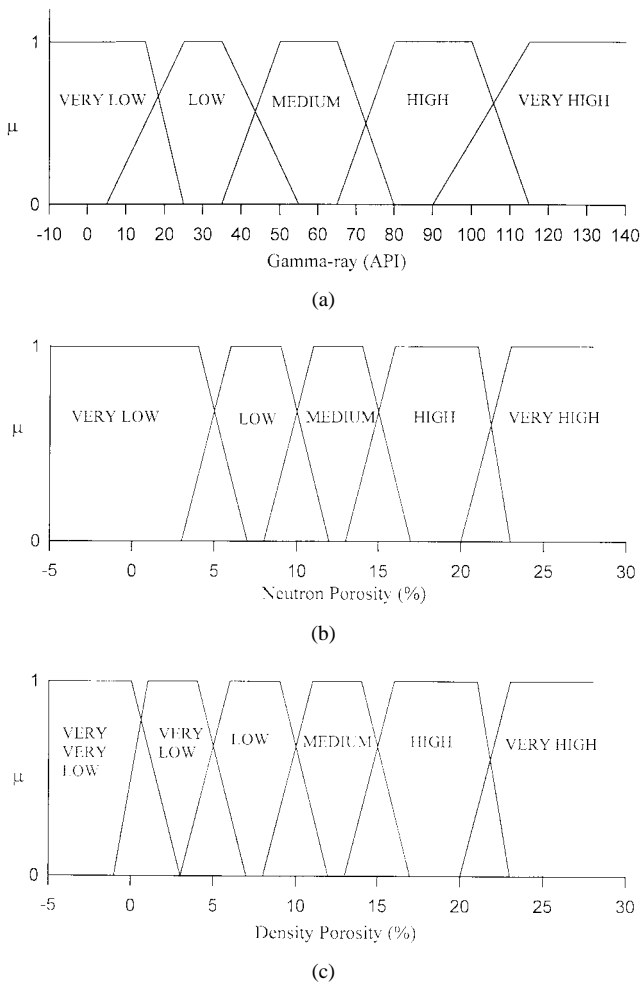 1
VERY LOW LOW MEDIUM HIGH VERY HIGH
μ
0
-10 0 10 20 30 40 50 60 70 80 90 100 110 120 130 140
Gamma-ray (API)
(a)
1
VERY LOW LOW MEDIUM HIGH VERY HIGH
μ
0
-5 0 5 10 15 20 25 30
Neutron Porosity (%)
(b)
1
VERY VERY LOW VERY LOW LOW MEDIUM HIGH VERY HIGH
μ
0
-5 0 5 10 15 20 25 30
Density Porosity (%)
(c)